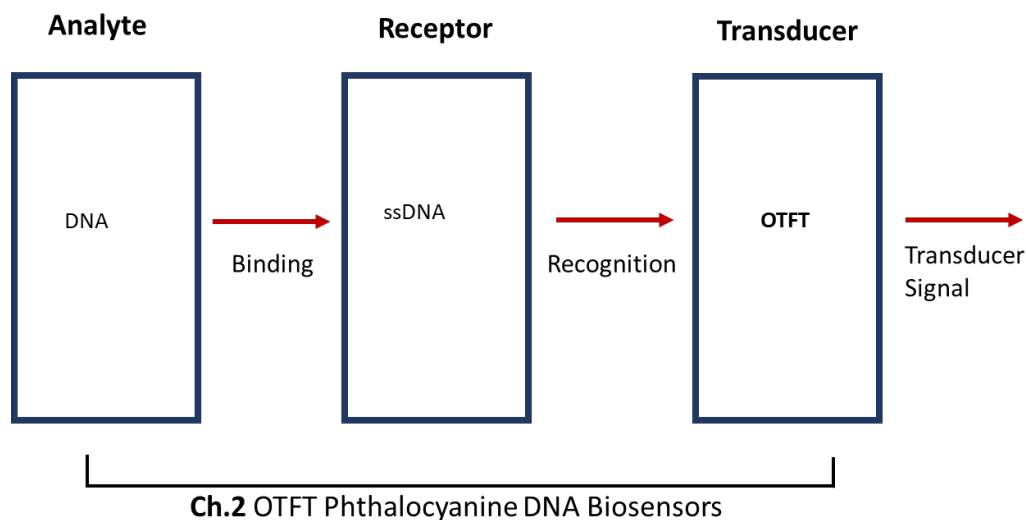 Analyte
Receptor
Transducer
DNA
ssDNA
OTFT
Binding
Recognition
Transducer
Signal
Ch.2 OTFT Phthalocyanine DNA Biosensors